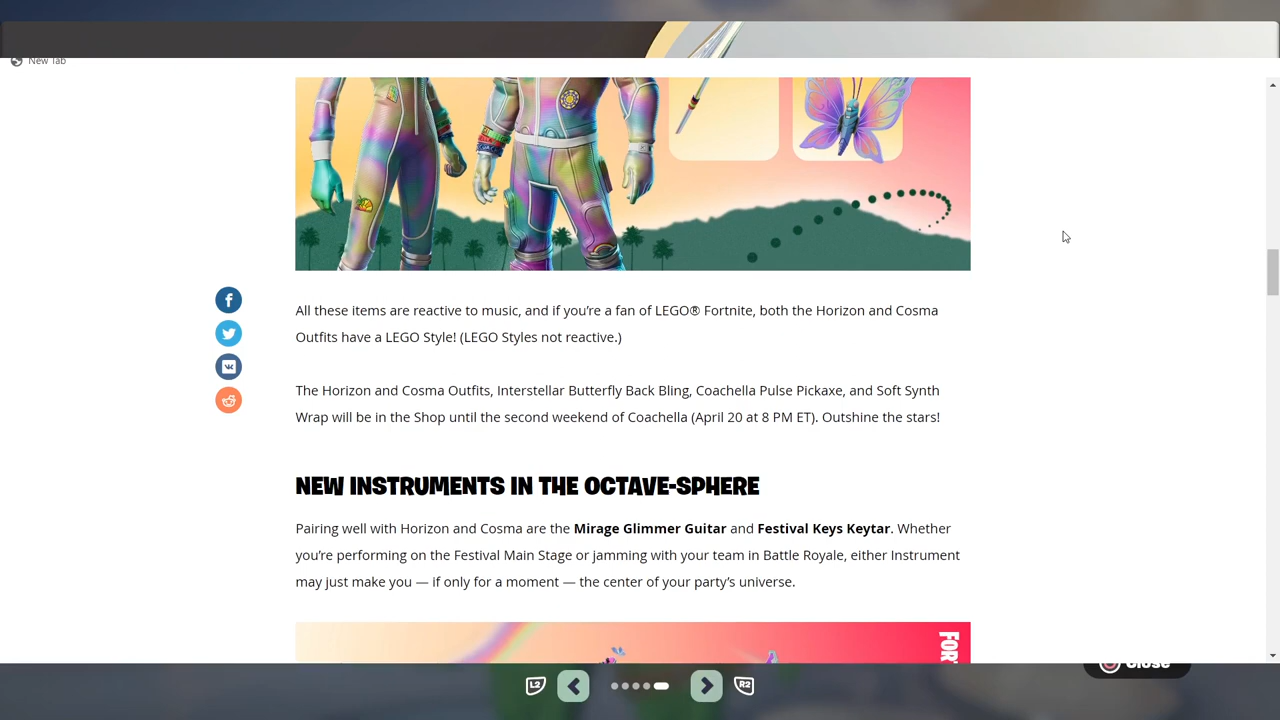 New Tab
All these items are reactive to music, and if you’re a fan of LEGO® Fortnite, both the Horizon and Cosma
Outfits have a LEGO Style! (LEGO Styles not reactive.)
The Horizon and Cosma Outfits, Interstellar Butterfly Back Bling, Coachella Pulse Pickaxe, and Soft Synth
Wrap will be in the Shop until the second weekend of Coachella (April 20 at 8 PM ET). Outshine the stars!
NEW INSTRUMENTS IN THE OCTAVE-SPHERE
Pairing well with Horizon and Cosma are the Mirage Glimmer Guitar and Festival Keys Keytar. Whether
you’re performing on the Festival Main Stage or jamming with your team in Battle Royale, either Instrument
may just make you — if only for a moment — the center of your party’s universe.
FOR
Close
L2
R2